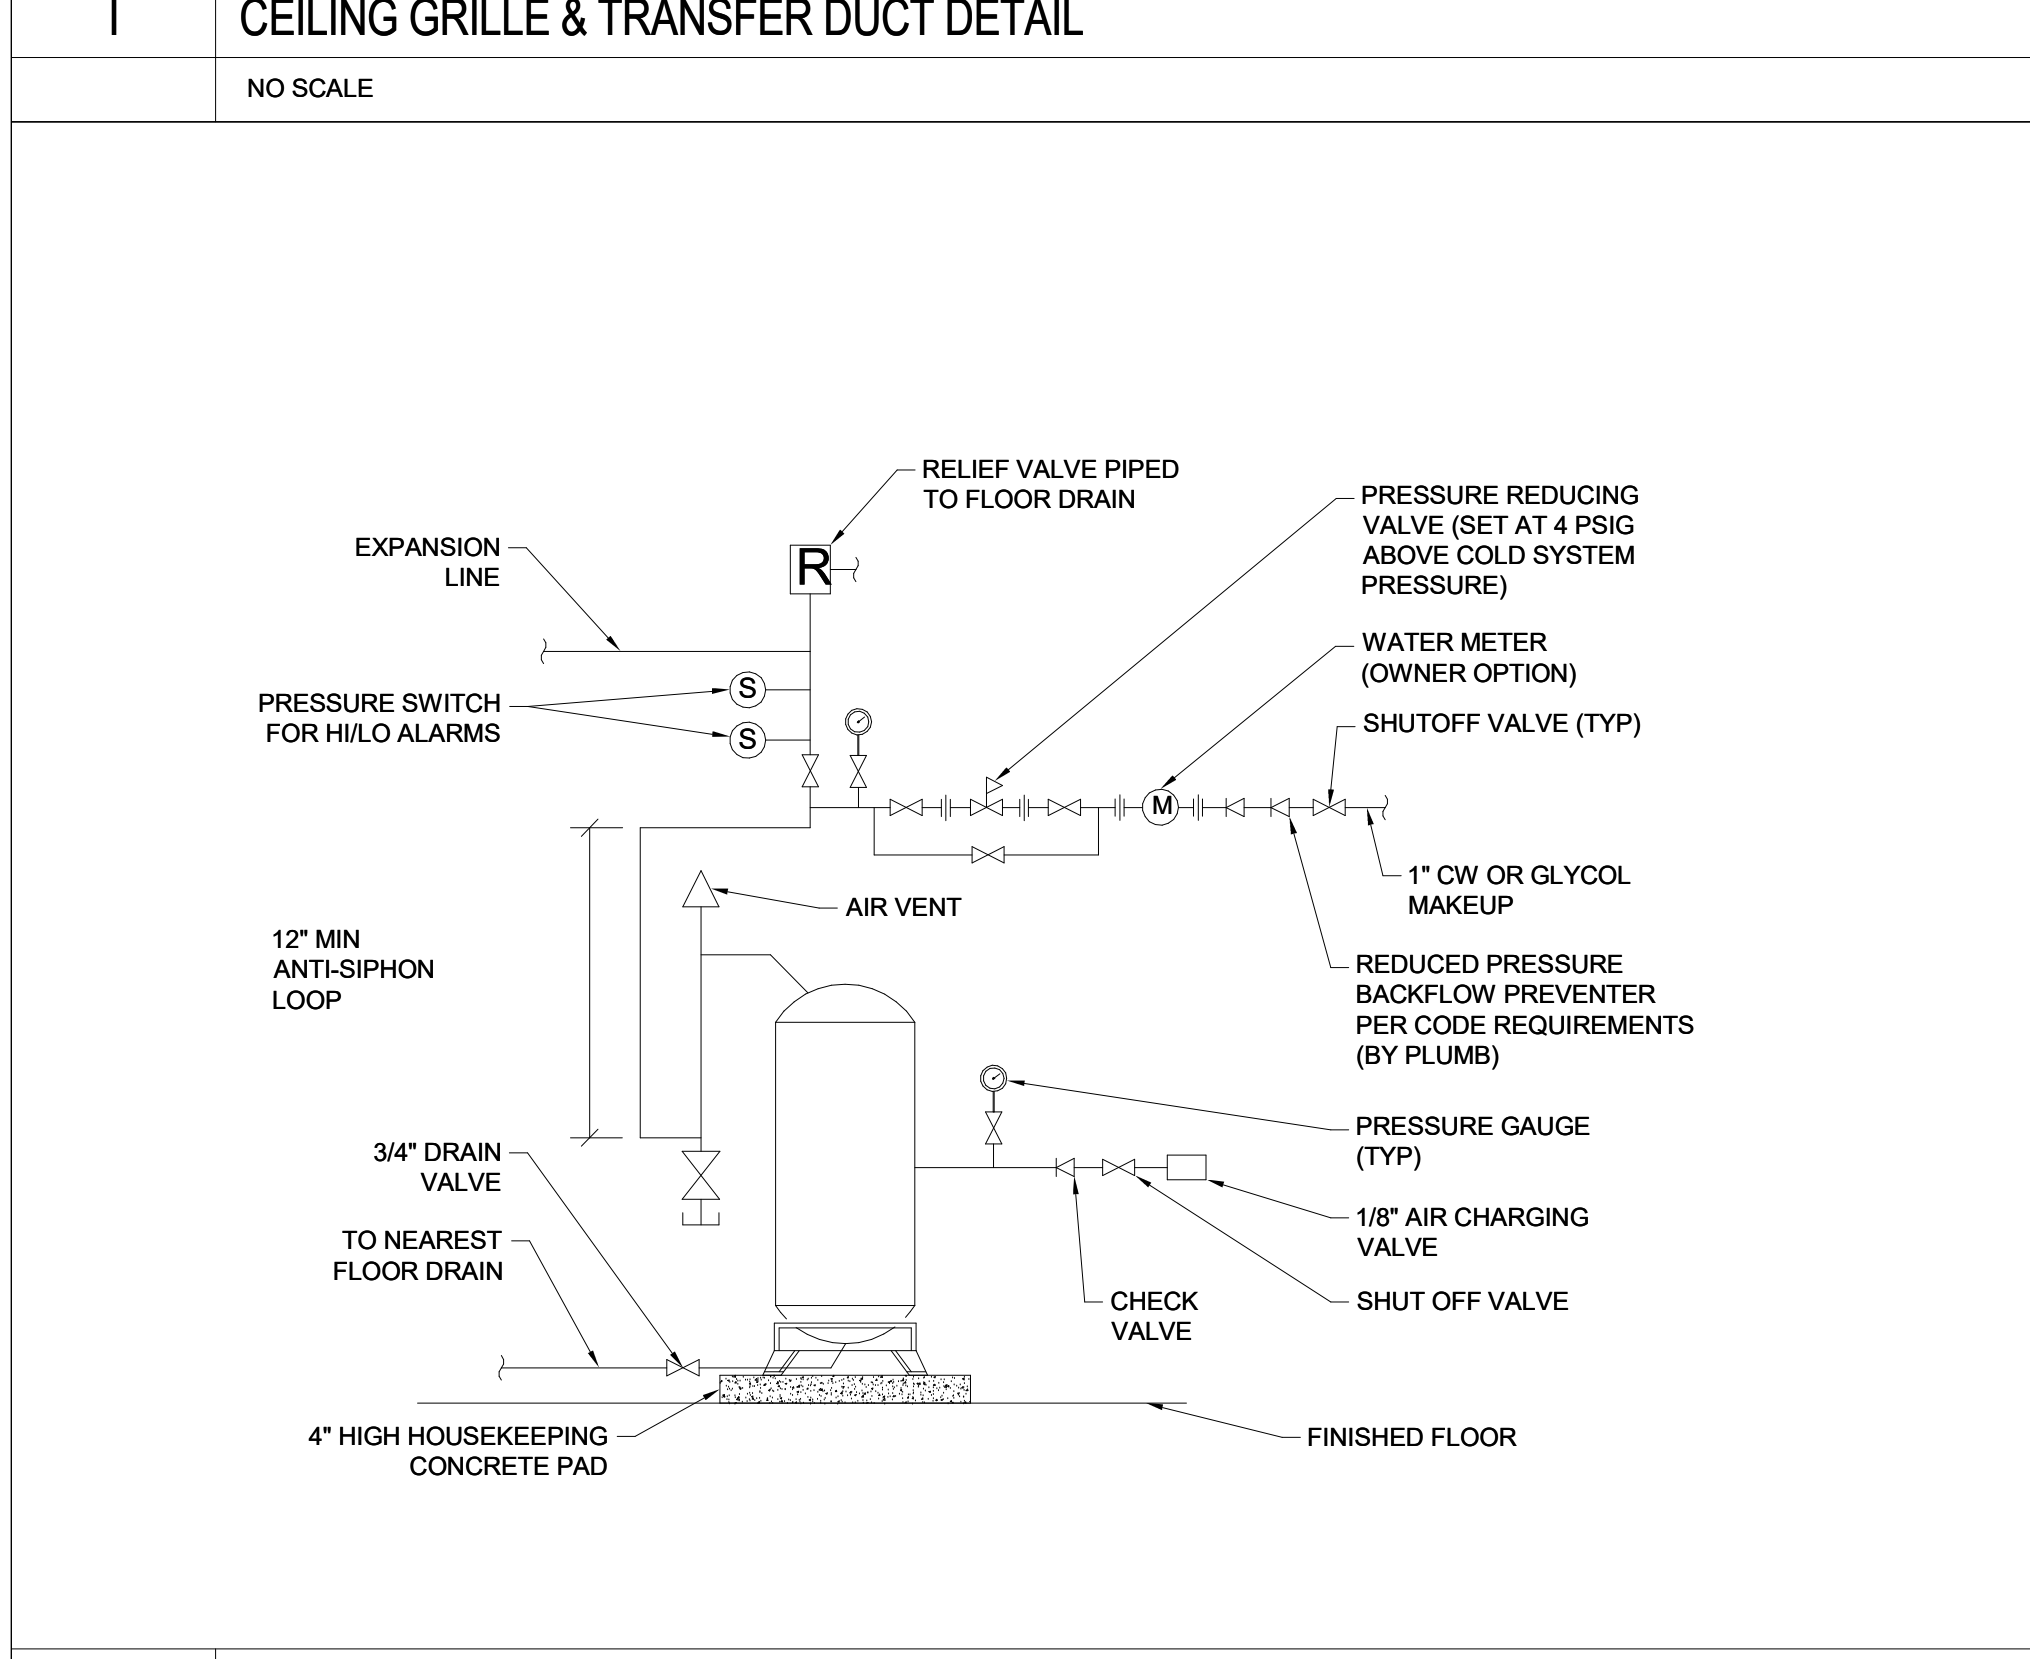 I
CEILING GRILLE & TRANSFER DUCT DETAIL
NO SCALE
RELIEF VALVE PIPED
TO FLOOR DRAIN
PRESSURE REDUCING
VALVE (SET AT 4 PSIG
ABOVE COLD SYSTEM
PRESSURE)
EXPANSION
LINE
R
WATER METER
(OWNER OPTION)
PRESSURE SWITCH
FOR HI/LO ALARMS
S
S
SHUTOFF VALVE (TYP)
M
1" CW OR GLYCOL
MAKEUP
AIR VENT
12" MIN
ANTI-SIPHON
LOOP
REDUCED PRESSURE
BACKFLOW PREVENTER
PER CODE REQUIREMENTS
(BY PLUMB)
PRESSURE GAUGE
(TYP)
3/4" DRAIN
VALVE
1/8" AIR CHARGING
VALVE
TO NEAREST
FLOOR DRAIN
CHECK
VALVE
SHUT OFF VALVE
4" HIGH HOUSEKEEPING
CONCRETE PAD
FINISHED FLOOR